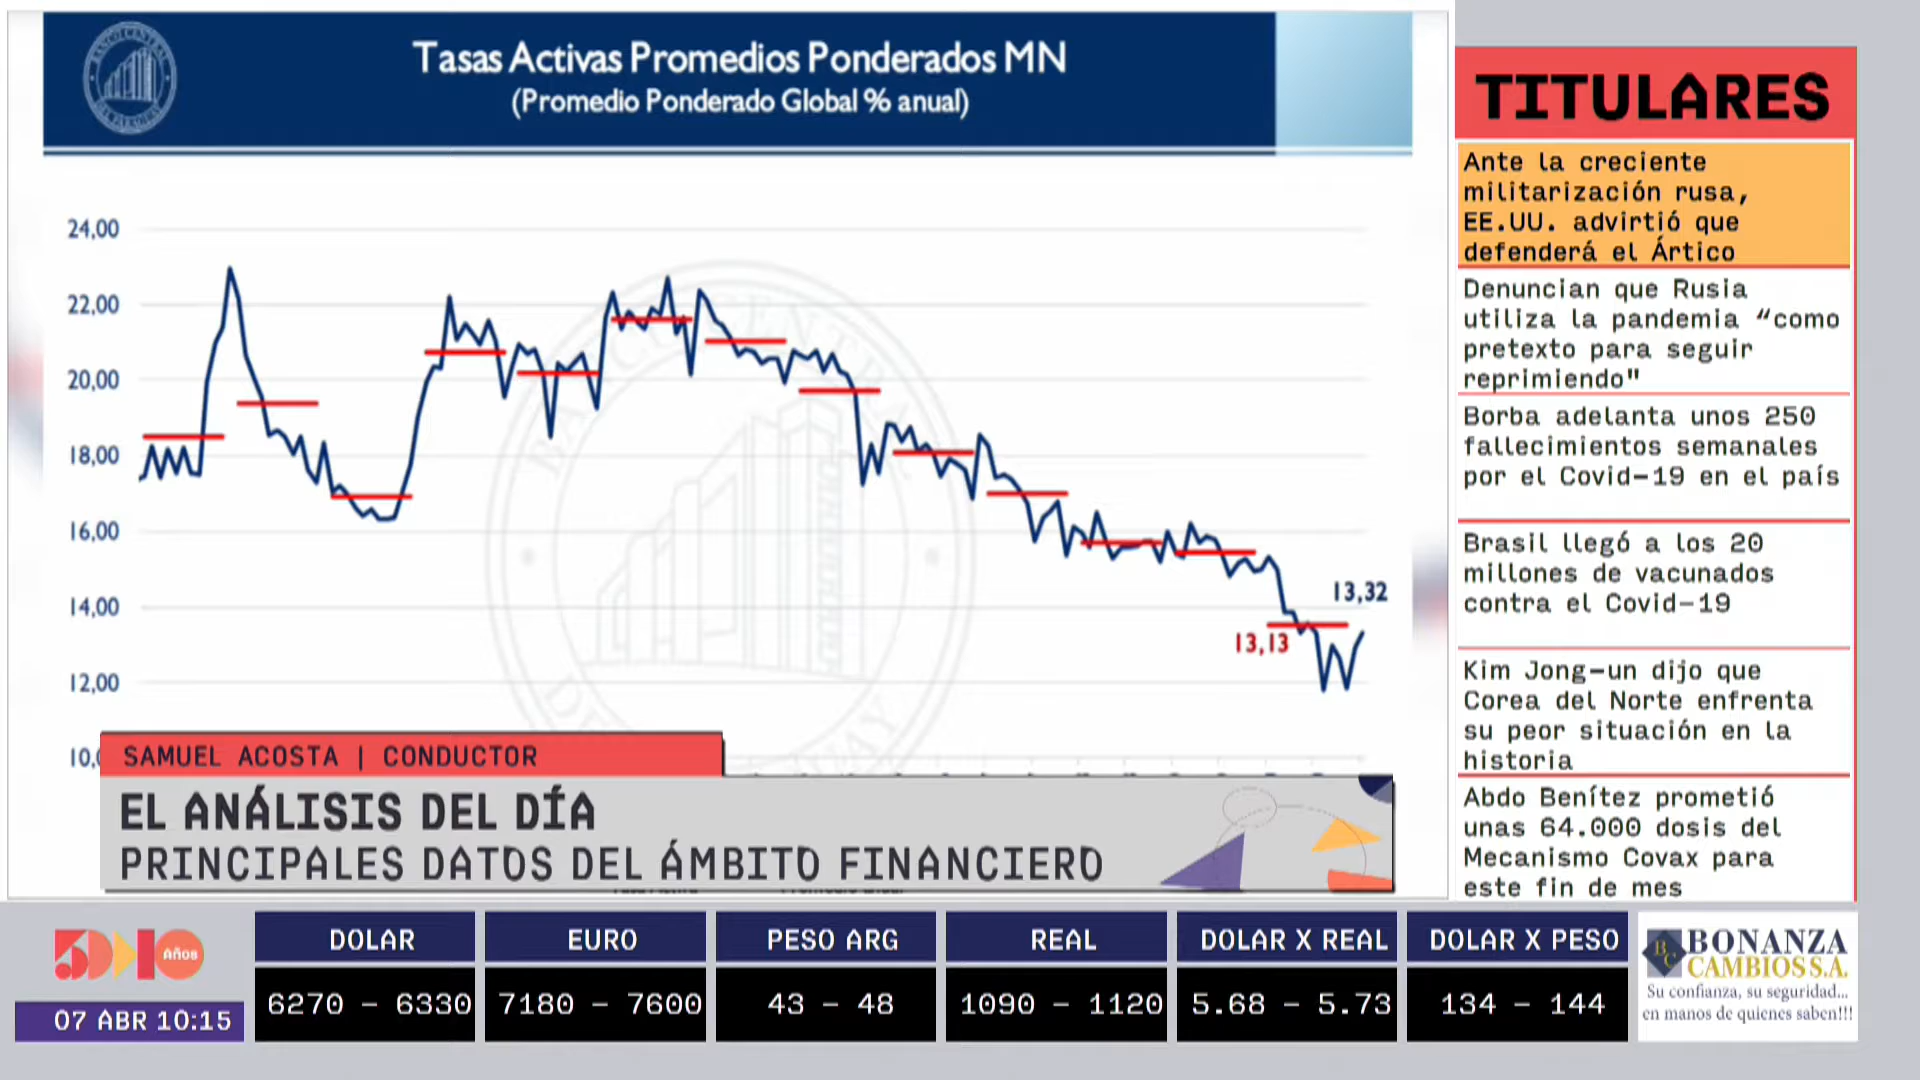 Tasas Activas Promedios Ponderados MN
(Promedio Ponderado Global % anual)
24,00
22,00
20,00
18,00
16,00
14,00
12,00
13,32
13,13
SAMUEL ACOSTA | CONDUCTOR
EL ANÁLISIS DEL DÍA
PRINCIPALES DATOS DEL ÁMBITO FINANCIERO
TITULARES
Ante la creciente
militarización rusa,
EE.UU. advirtió que
defenderá el Ártico
Denuncian que Rusia
utiliza la pandemia “como
pretexto para seguir
reprimiendo"
Borba adelanta unos 250
fallecimientos semanales
por el Covid-19 en el país
Brasil llegó a los 20
millones de vacunados
contra el Covid-19
Kim Jong-un dijo que
Corea del Norte enfrenta
su peor situación en la
historia
Abdo Benítez prometió
unas 64.000 dosis del
Mecanismo Covax para
este fin de mes
Años
07 ABR 10:15
DOLAR
6270 - 6330
EURO
7180 - 7600
PESO ARG
43 - 48
REAL
1090 - 1120
DOLAR X REAL
5.68 - 5.73
DOLAR X PESO
134 - 144
BONANZA
CAMBIOS S.A.
Su confianza, su seguridad...
en manos de quienes saben!!!